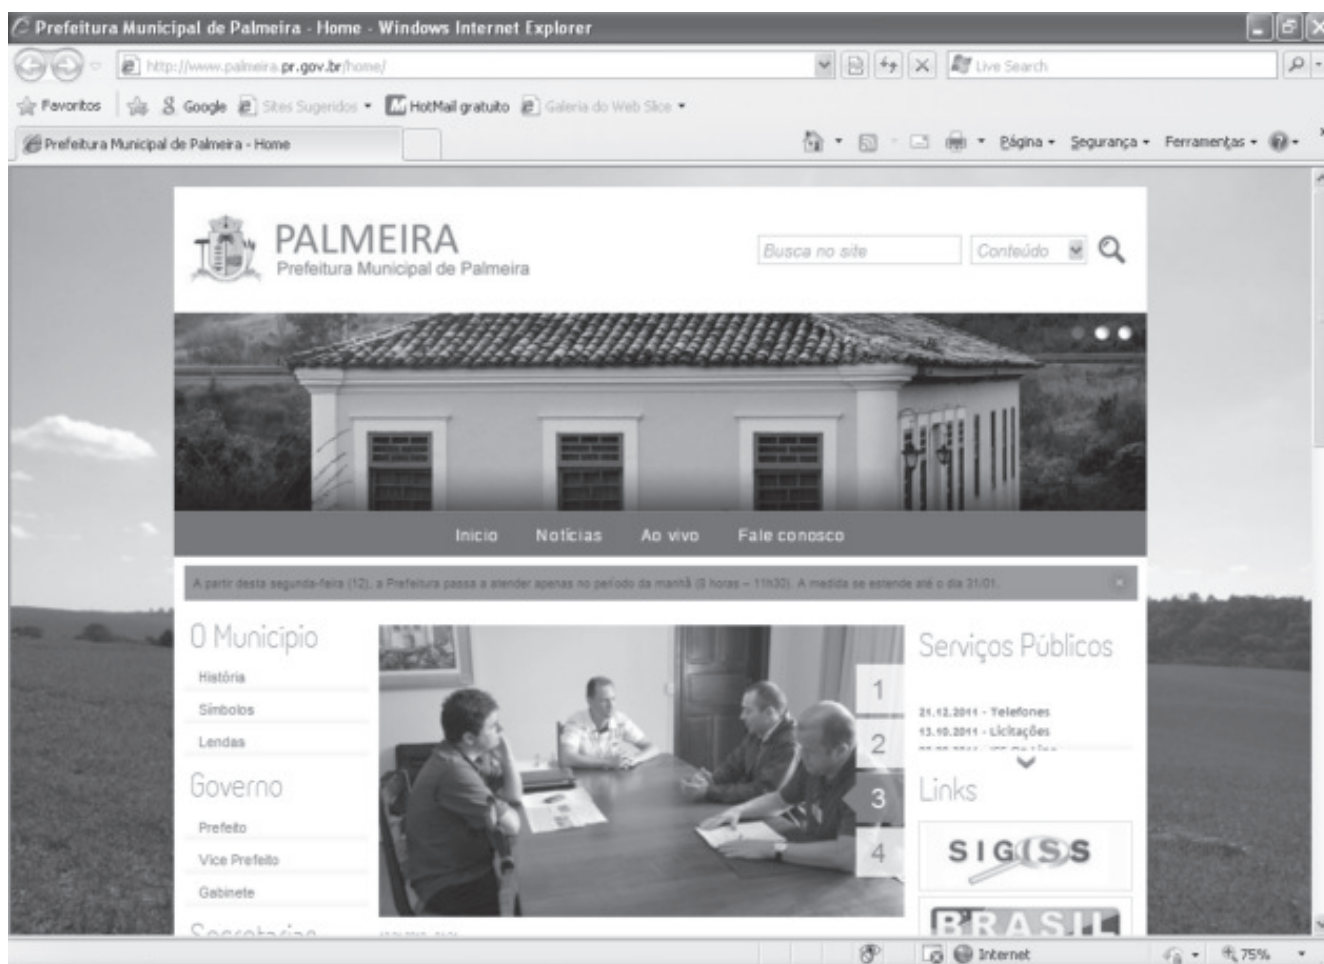 Prefeitura Municipal de Palmeira - Home - Windows Internet Explorer
http://www.palmeira.pr.gov.br/home/
Live Search
Favoritos Google Sites Sugeridos HotMail gratuito Galeria do Web Slice
Prefeitura Municipal de Palmeira - Home
Página Segurança Ferramentas
PALMEIRA
Prefeitura Municipal de Palmeira
Busca no site Conteúdo
Inicio Notícias Ao vivo Fale conosco
A partir desta segunda-feira (12), a Prefeitura passa a atender apenas no período da manhã (8 horas – 11h30). A medida se estende até o dia 31/01.
O Município
História
Símbolos
Lendas
Governo
Prefeito
Vice Prefeito
Gabinete
Secretarias
1
2
3
4
Serviços Públicos
21.12.2011 - Telefones
13.10.2011 - Licitações
Links
SIGISS
BRASIL
Internet 75%